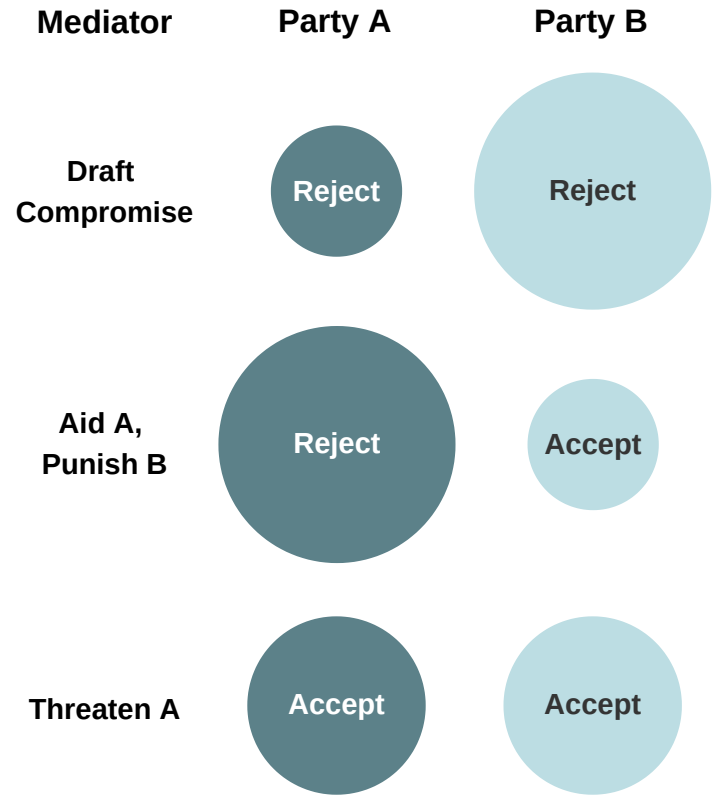 Mediator Party A Party B
Draft
Compromise
Reject Reject
Aid A,
Punish B
Reject Accept
Threaten A Accept Accept